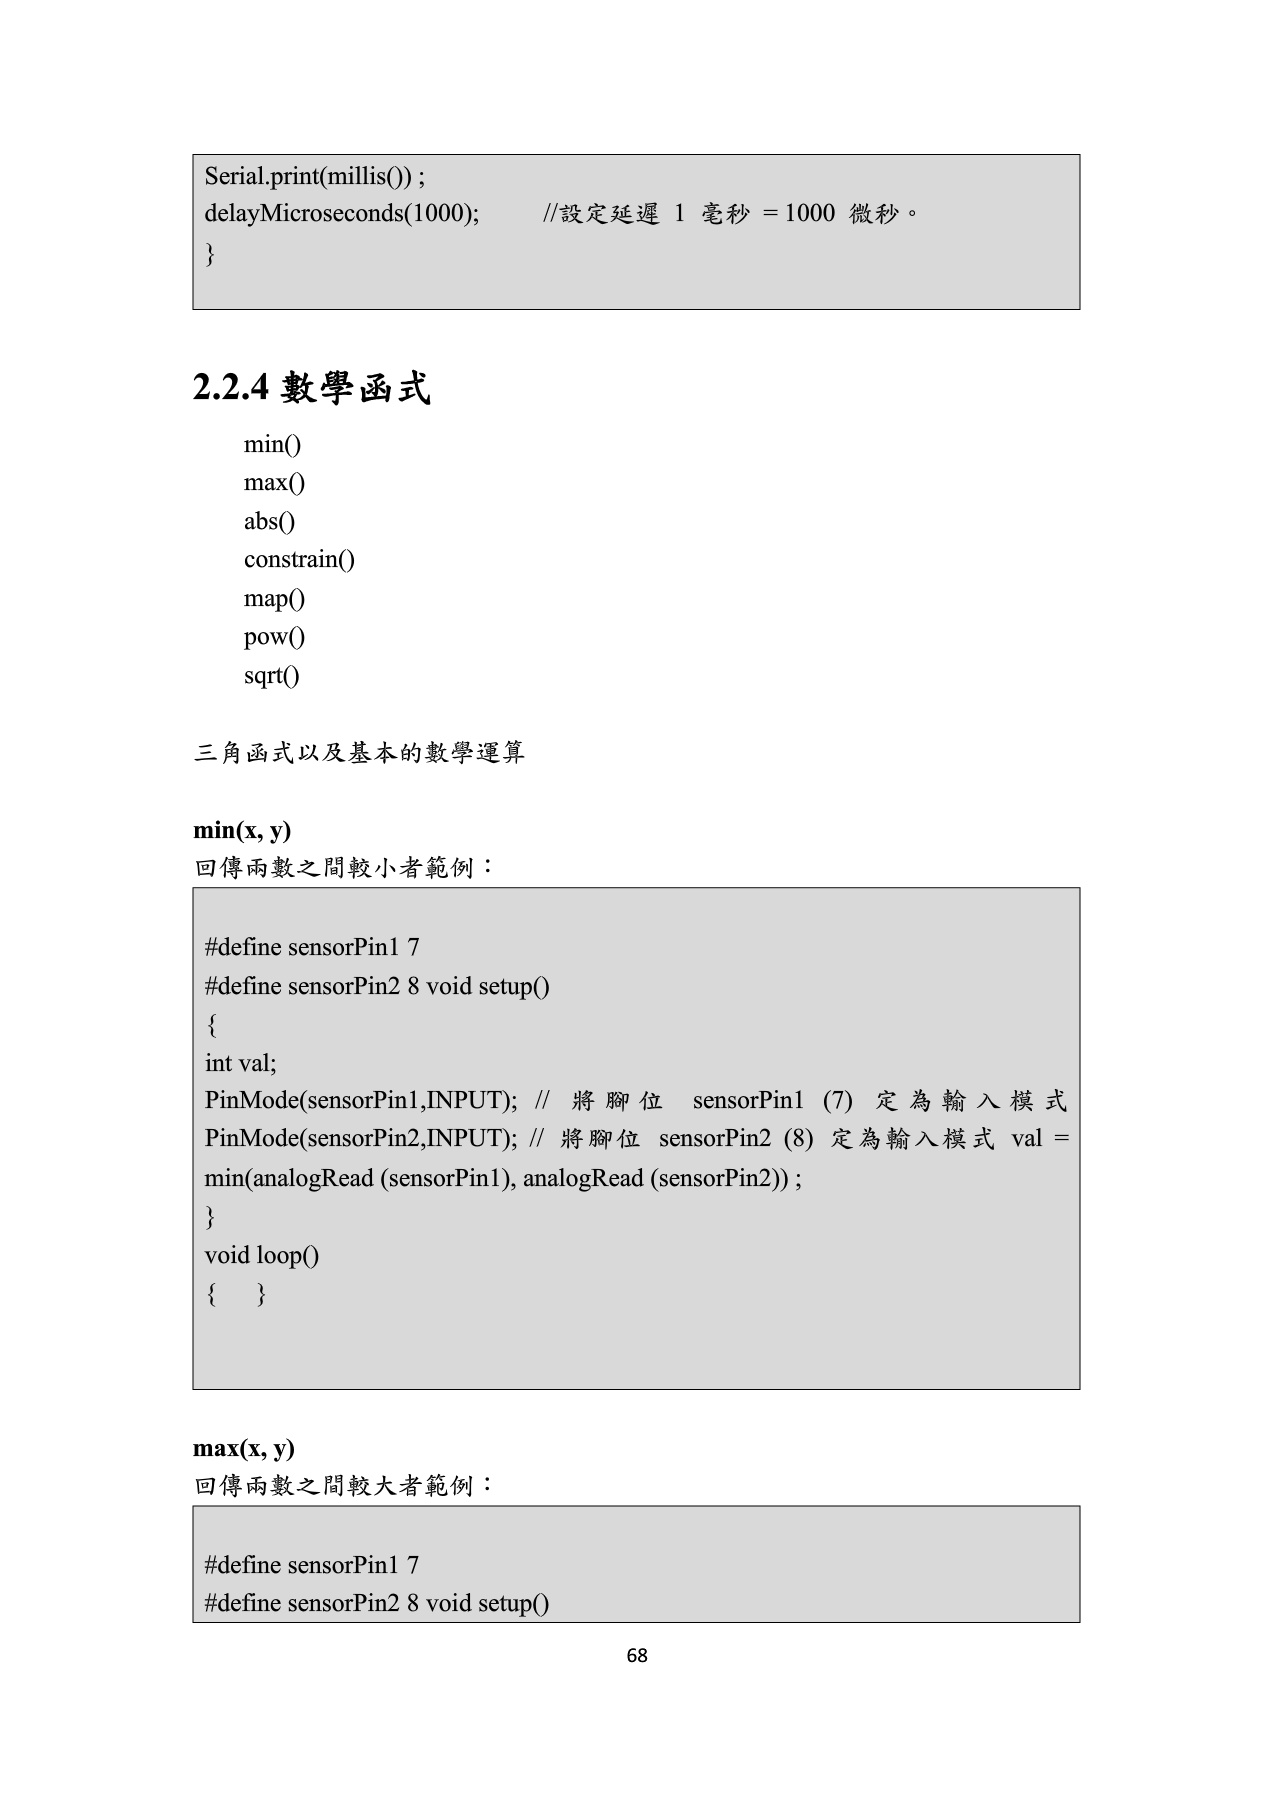 Serial.print(millis()) ;
delayMicroseconds(1000); //設定延遲 1 毫秒 = 1000 微秒。
}
2.2.4 數學函式
min()
max()
abs()
constrain()
map()
pow()
sqrt()
三角函式以及基本的數學運算
min(x, y)
回傳兩數之間較小者範例：
#define sensorPin1 7
#define sensorPin2 8 void setup()
{
int val;
PinMode(sensorPin1,INPUT); // 將腳位 sensorPin1 (7) 定為輸入模式
PinMode(sensorPin2,INPUT); // 將腳位 sensorPin2 (8) 定為輸入模式 val =
min(analogRead (sensorPin1), analogRead (sensorPin2)) ;
}
void loop()
{ }
max(x, y)
回傳兩數之間較大者範例：
#define sensorPin1 7
#define sensorPin2 8 void setup()
68